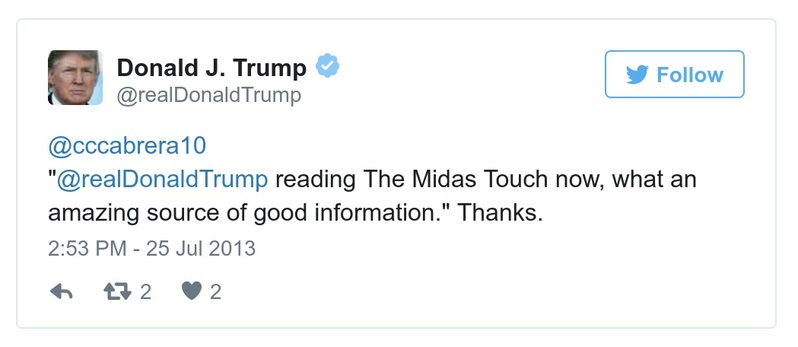 Donald J. Trump
@realDonaldTrump
Follow
@cccabrera10
"@realDonaldTrump reading The Midas Touch now, what an
amazing source of good information." Thanks.
2:53 PM - 25 Jul 2013
2 2